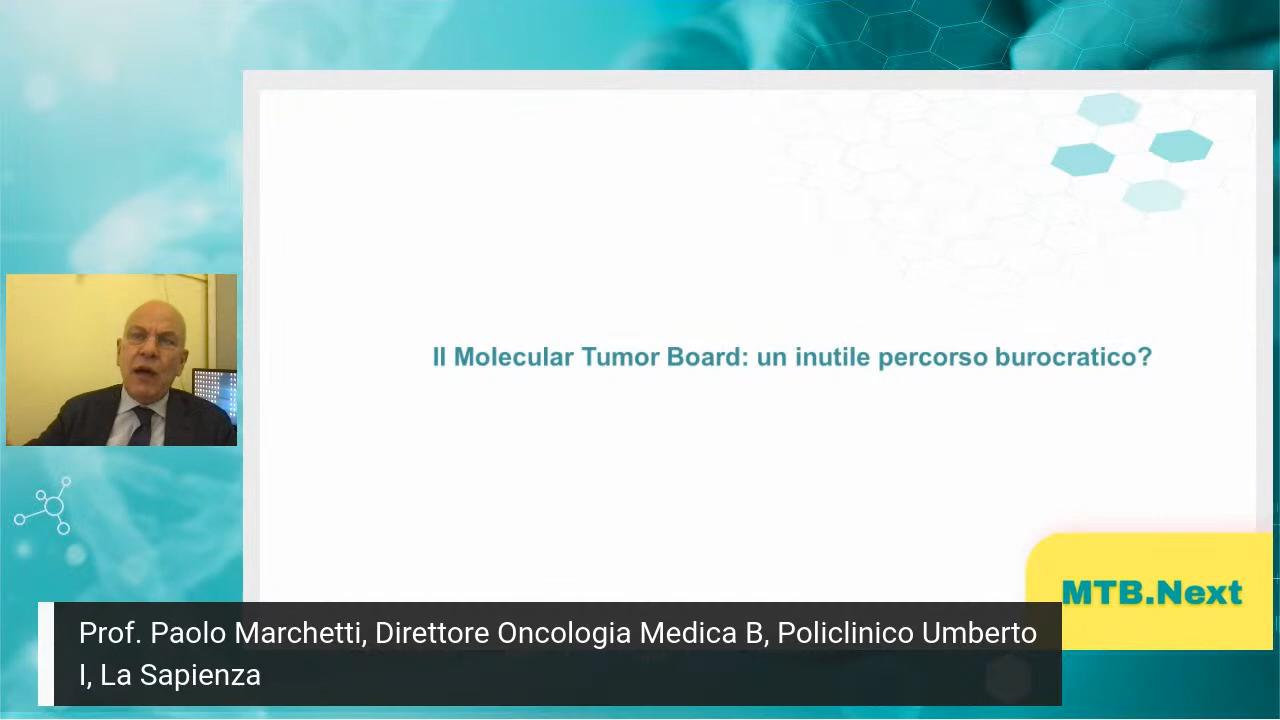 Il Molecular Tumor Board: un inutile percorso burocratico?
MTB.Next
Prof. Paolo Marchetti, Direttore Oncologia Medica B, Policlinico Umberto
I, La Sapienza